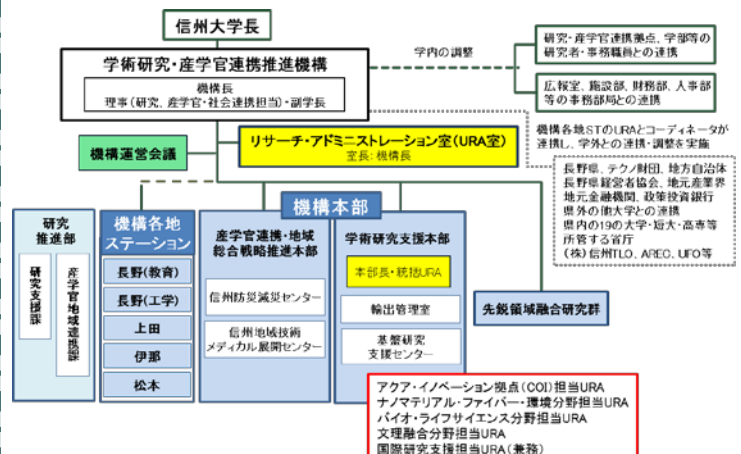 信州大学長
学術研究・産学官連携推進機構
機構長
理事（研究、産学官・社会連携担当）・副学長
学内の調整
研究・産学官連携拠点、学部等の
研究者・事務職員との連携
広報室、施設部、財務部、人事部
等の事務部局との連携
リサーチ・アドミニストレーション室（URA室）
室長：機構長
機構運営会議
機構各地STのURAとコーディネータが
連携し、学外との連携・調整を実施
長野県、テクノ財団、地方自治体
長野県経営者協会、地元産業界
地元金融機関、政策投資銀行
県外の他大学との連携
県内の19の大学・短大・高専等
所管する省庁
（株）信州TLO、AREC、UFO等
機構本部
研究
推進部
研究支援課
産学官地域連携課
機構各地
ステーション
長野（教育）
長野（工学）
上田
伊那
松本
産学官連携・地域
総合戦略推進本部
信州防災減災センター
信州地域技術
メディカル展開センター
学術研究支援本部
本部長・統括URA
輸出管理室
基盤研究
支援センター
先鋭領域融合研究群
アクア・イノベーション拠点（COI）担当URA
ナノマテリアル・ファイバー・環境分野担当URA
バイオ・ライフサイエンス分野担当URA
文理融合分野担当URA
国際研究支援担当URA（兼務）